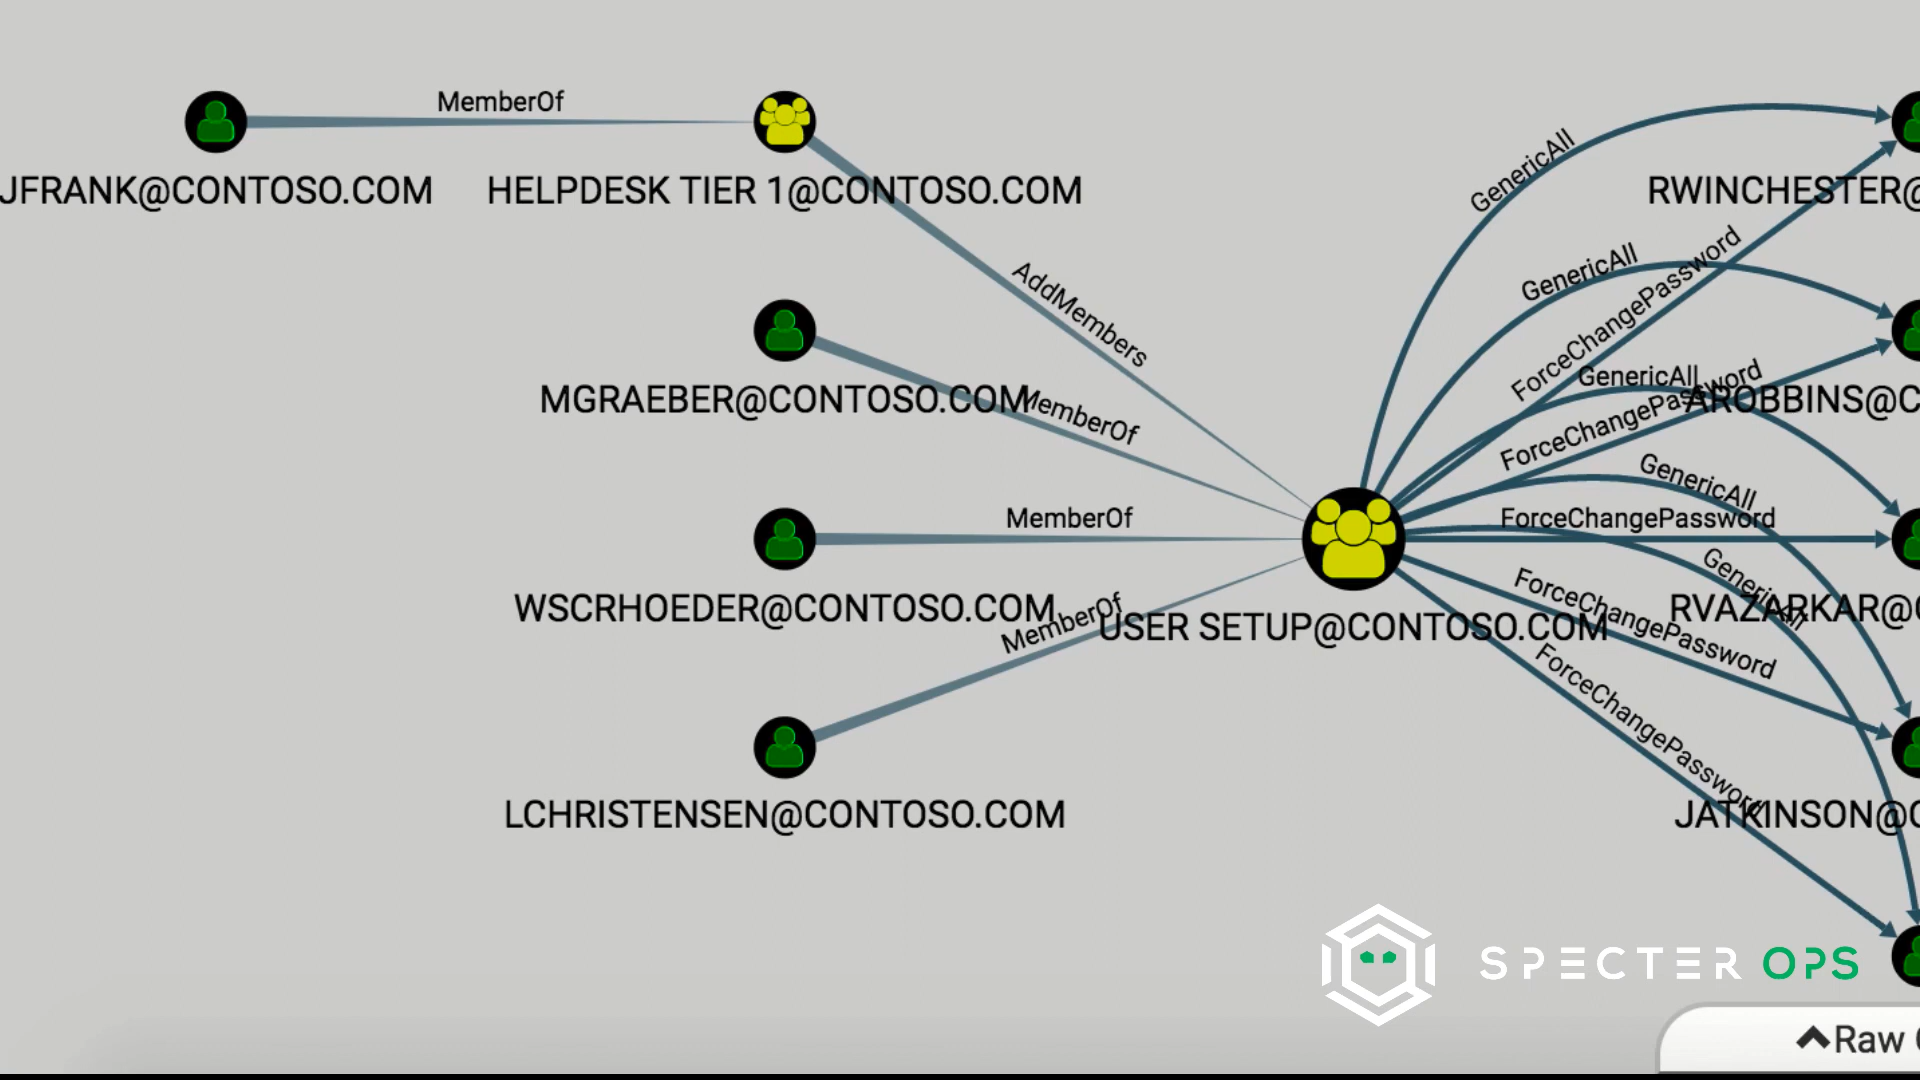 MemberOf
JFRANK@CONTOSO.COM
HELPDESK TIER 1@CONTOSO.COM
GenericAll
RWINCHESTER@
AddMembers
GenericAll
ForceChangePassword
MGRAEBER@CONTOSO.COM
MemberOf
GenericAll
ForceChangePassword
AROBBINS@C
GenericAll
MemberOf
ForceChangePassword
WSCRHOEDER@CONTOSO.COM
MemberOf
USER SETUP@CONTOSO.COM
GenericAll
ForceChangePassword
RVAZARKAR@
ForceChangePassword
LCHRISTENSEN@CONTOSO.COM
JATKINSON@
SPECTER OPS
Raw